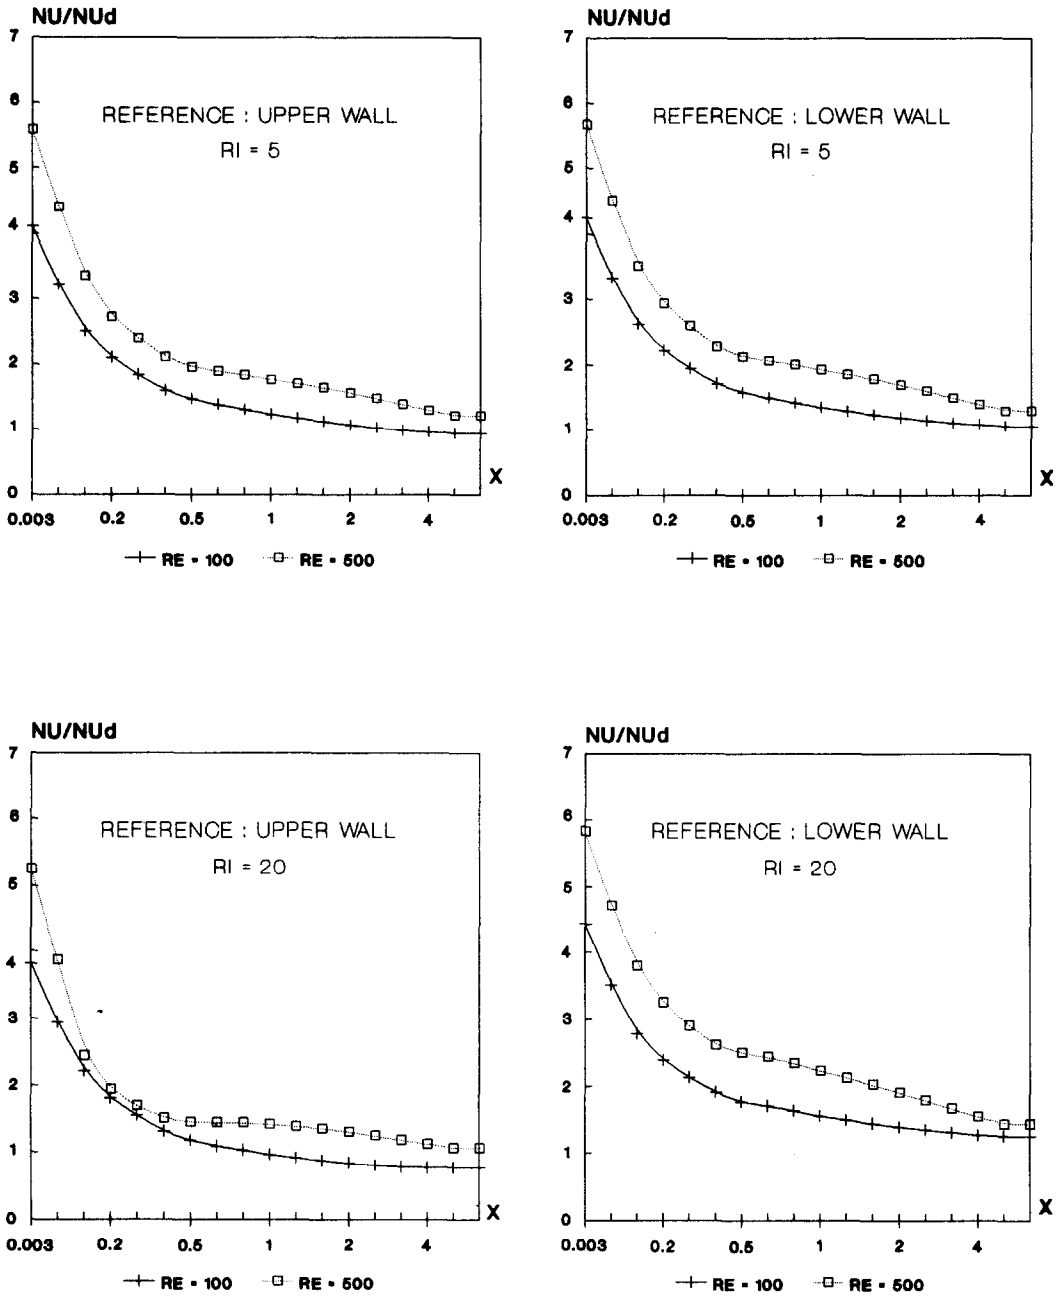 NU/NUd
7
6
5
4
3
2
1
0
REFERENCE : UPPER WALL
RI = 5
X
0.003 0.2 0.5 1 2 4
RE = 100 RE = 500
NU/NUd
7
6
5
4
3
2
1
0
REFERENCE : LOWER WALL
RI = 5
X
0.003 0.2 0.5 1 2 4
RE = 100 RE = 500
NU/NUd
7
6
5
4
3
2
1
0
REFERENCE : UPPER WALL
RI = 20
X
0.003 0.2 0.5 1 2 4
RE = 100 RE = 500
NU/NUd
7
6
5
4
3
2
1
0
REFERENCE : LOWER WALL
RI = 20
X
0.003 0.2 0.5 1 2 4
RE = 100 RE = 500